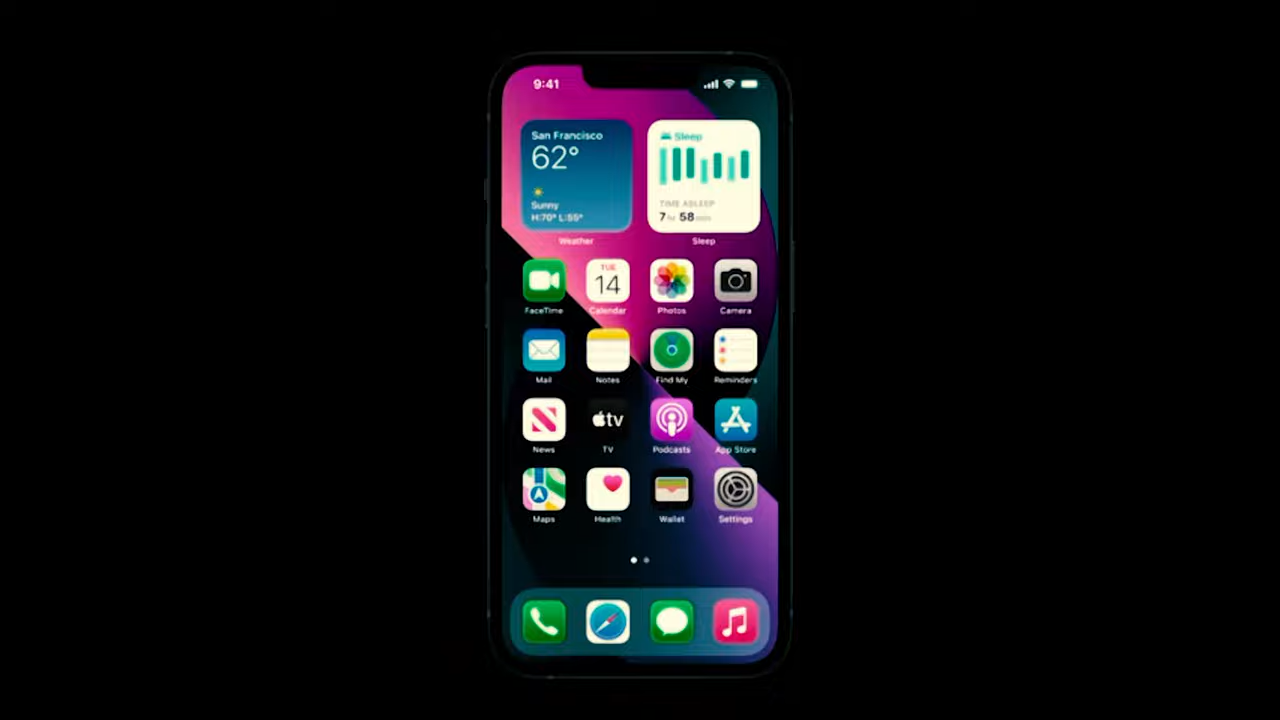 9:41
San Francisco
62°
Sunny
H:70° L:55°
Weather
Sleep
TIME ASLEEP
7 hr 58 min
Sleep
FaceTime
TUE
14
Calendar
Photos
Camera
Mail
Notes
Find My
Reminders
News
tv
TV
Podcasts
App Store
Maps
Health
Wallet
Settings